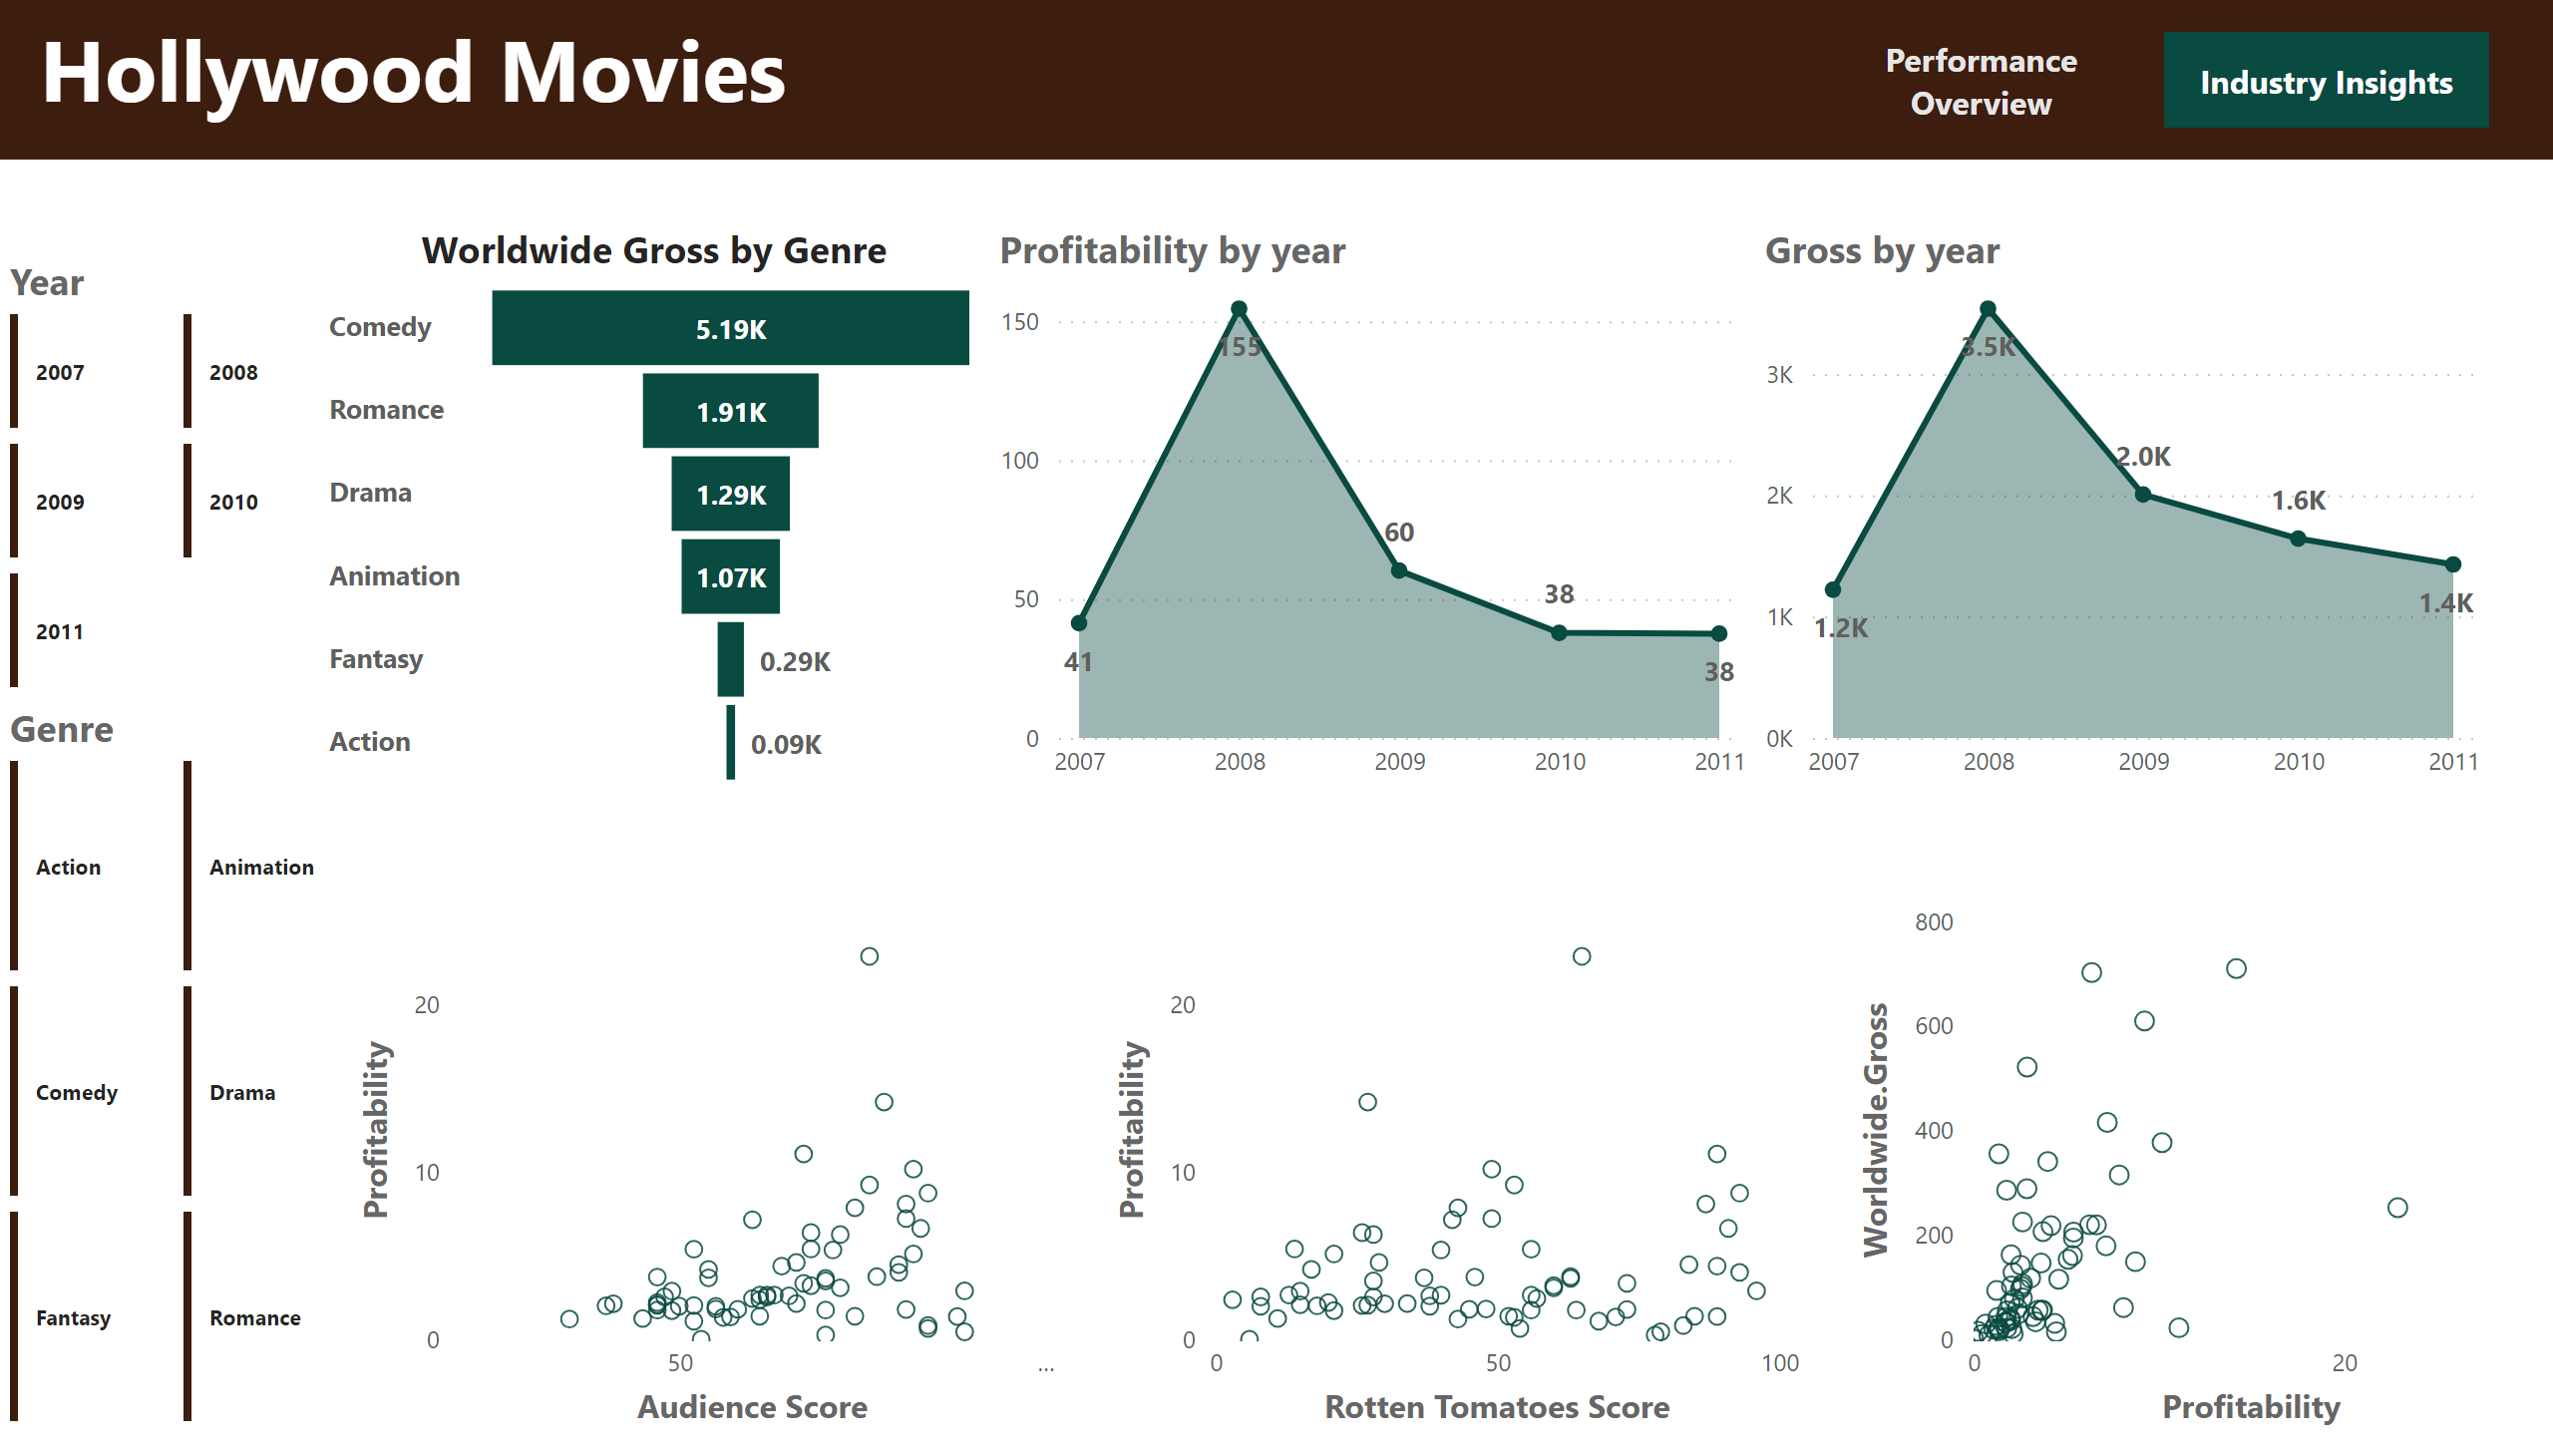 Hollywood Movies
Performance
Overview
Industry Insights
Year
2007
2008
2009
2010
2011
Genre
Action
Animation
Comedy
Drama
Fantasy
Romance
Worldwide Gross by Genre
Comedy
5.19K
Romance
1.91K
Drama
1.29K
Animation
1.07K
Fantasy
0.29K
Action
0.09K
Profitability by year
150
100
50
0
155
60
38
41
38
2007
2008
2009
2010
2011
Gross by year
3K
2K
1K
0K
3.5K
2.0K
1.6K
1.4K
1.2K
2007
2008
2009
2010
2011
Profitability
20
10
0
50
...
Audience Score
Profitability
20
10
0
0
50
100
Rotten Tomatoes Score
Worldwide.Gross
800
600
400
200
0
0
20
Profitability